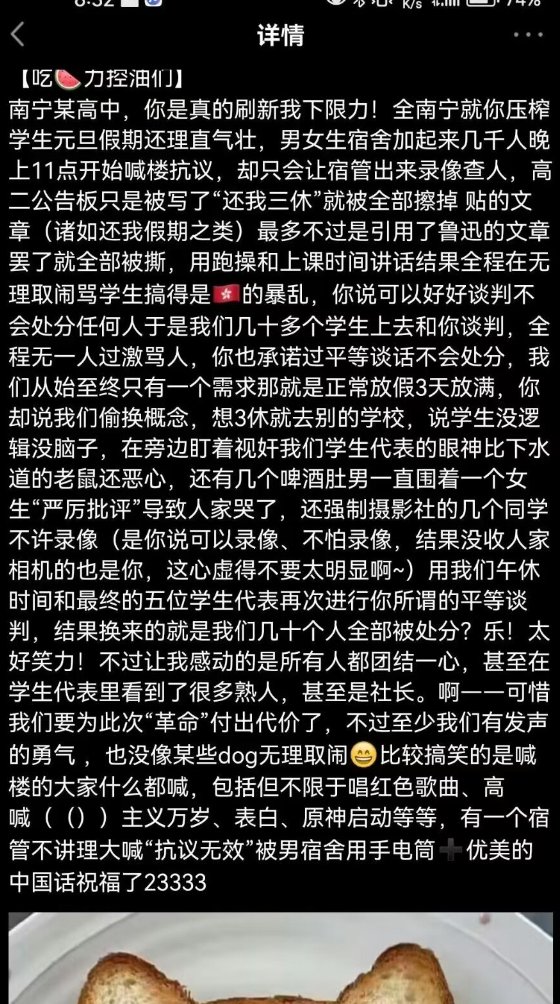 8:32
K/s
74%
详情
【吃🍉力控油们】
南宁某高中，你是真的刷新我下限力！全南宁就你压榨
学生元旦假期还理直气壮，男女生宿舍加起来几千人晚
上11点开始喊楼抗议，却只会让宿管出来录像查人，高
二公告板只是被写了“还我三休”就被全部擦掉 贴的文
章（诸如还我假期之类）最多不过是引用了鲁迅的文章
罢了就全部被撕，用跑操和上课时间讲话结果全程在无
理取闹骂学生搞得是🇭🇰的暴乱，你说可以好好谈判不
会处分任何人于是我们几十多个学生上去和你谈判，全
程无一人过激骂人，你也承诺过平等谈话不会处分，我
们从始至终只有一个需求那就是正常放假3天放满，你
却说我们偷换概念，想3休就去别的学校，说学生没逻
辑没脑子，在旁边盯着视奸我们学生代表的眼神比下水
道的老鼠还恶心，还有几个啤酒肚男一直围着一个女
生“严厉批评”导致人家哭了，还强制摄影社的几个同学
不许录像（是你说可以录像、不怕录像，结果没收人家
相机的也是你，这心虚得不要太明显啊~）用我们午休
时间和最终的五位学生代表再次进行你所谓的平等谈
判，结果换来的就是我们几十个人全部被处分？乐！太
好笑力！不过让我感动的是所有人都团结一心，甚至在
学生代表里看到了很多熟人，甚至是社长。啊一一可惜
我们要为此次“革命”付出代价了，不过至少我们有发声
的勇气 ，也没像某些dog无理取闹😄比较搞笑的是喊
楼的大家什么都喊，包括但不限于唱红色歌曲、高
喊（（））主义万岁、表白、原神启动等等，有一个宿
管不讲理大喊“抗议无效”被男宿舍用手电筒➕优美的
中国话祝福了23333